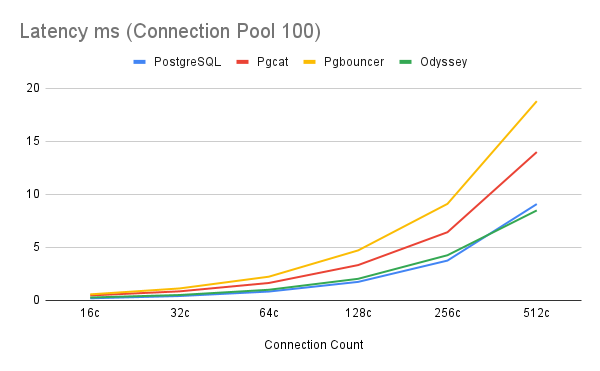 Latency ms (Connection Pool 100)
PostgreSQL Pgcat Pgbouncer Odyssey
20
15
10
5
0
16c 32c 64c 128c 256c 512c
Connection Count